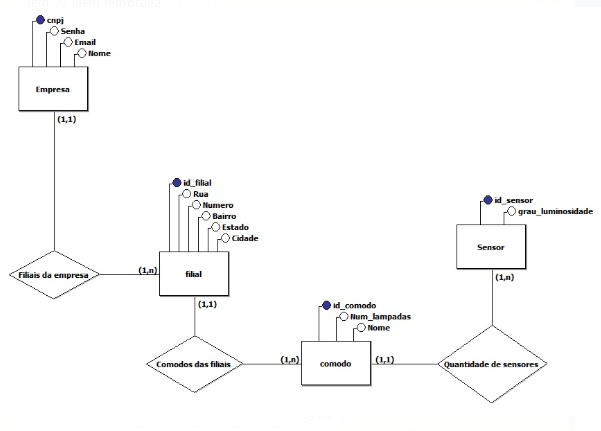 cnpj
Senha
Email
Nome
Empresa
(1,1)
id_filial
Rua
Numero
Bairro
Estado
Cidade
Filiais da empresa
(1,n)
filial
(1,1)
id_sensor
grau_luminosidade
Sensor
(1,n)
id_comodo
Num_lampadas
Nome
Comodos das filiais
(1,n)
comodo
(1,1)
Quantidade de sensores